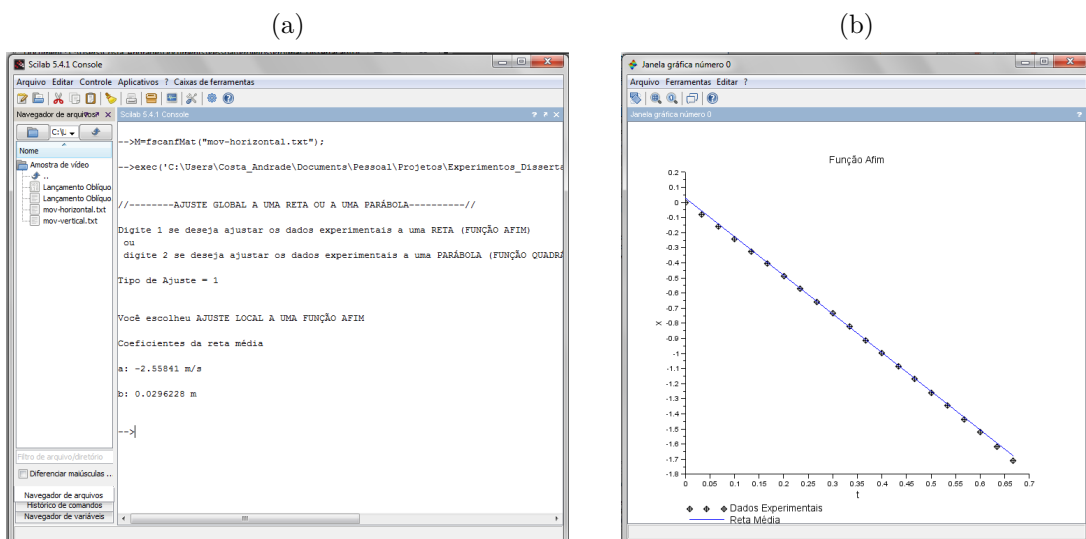 (a)
(b)
Scilab 5.4.1 Console
Arquivo Editar Controle Aplicativos ? Caixas de ferramentas
Navegador de arquivos
Scilab 5.4.1 Console
C:\L
Nome
Amostra de vídeo
..
Lançamento Oblíquo
Lançamento Oblíquo
mov-horizontal.txt
mov-vertical.txt
Filtro de arquivo/diretório
Diferenciar maiúsculas ..
Navegador de arquivos
Histórico de comandos
Navegador de variáveis
-->M=fscanfMat("mov-horizontal.txt");
-->exec('C:\Users\Costa_Andrade\Documents\Pessoal\Projetos\Experimentos_Disserta
//--------AJUSTE GLOBAL A UMA RETA OU A UMA PARÁBOLA----------//
Digite 1 se deseja ajustar os dados experimentais a uma RETA (FUNÇÃO AFIM)
ou
digite 2 se deseja ajustar os dados experimentais a uma PARÁBOLA (FUNÇÃO QUADRÁ
Tipo de Ajuste = 1
Você escolheu AJUSTE LOCAL A UMA FUNÇÃO AFIM
Coeficientes da reta média
a: -2.55841 m/s
b: 0.0296228 m
-->
Janela gráfica número 0
Arquivo Ferramentas Editar ?
Janela gráfica número 0
Função Afim
0.2
0.1
0
-0.1
-0.2
-0.3
-0.4
-0.5
-0.6
-0.7
-0.8
-0.9
-1
-1.1
-1.2
-1.3
-1.4
-1.5
-1.6
-1.7
-1.8
x
0 0.05 0.1 0.15 0.2 0.25 0.3 0.35 0.4 0.45 0.5 0.55 0.6 0.65 0.7
t
Dados Experimentais
Reta Média